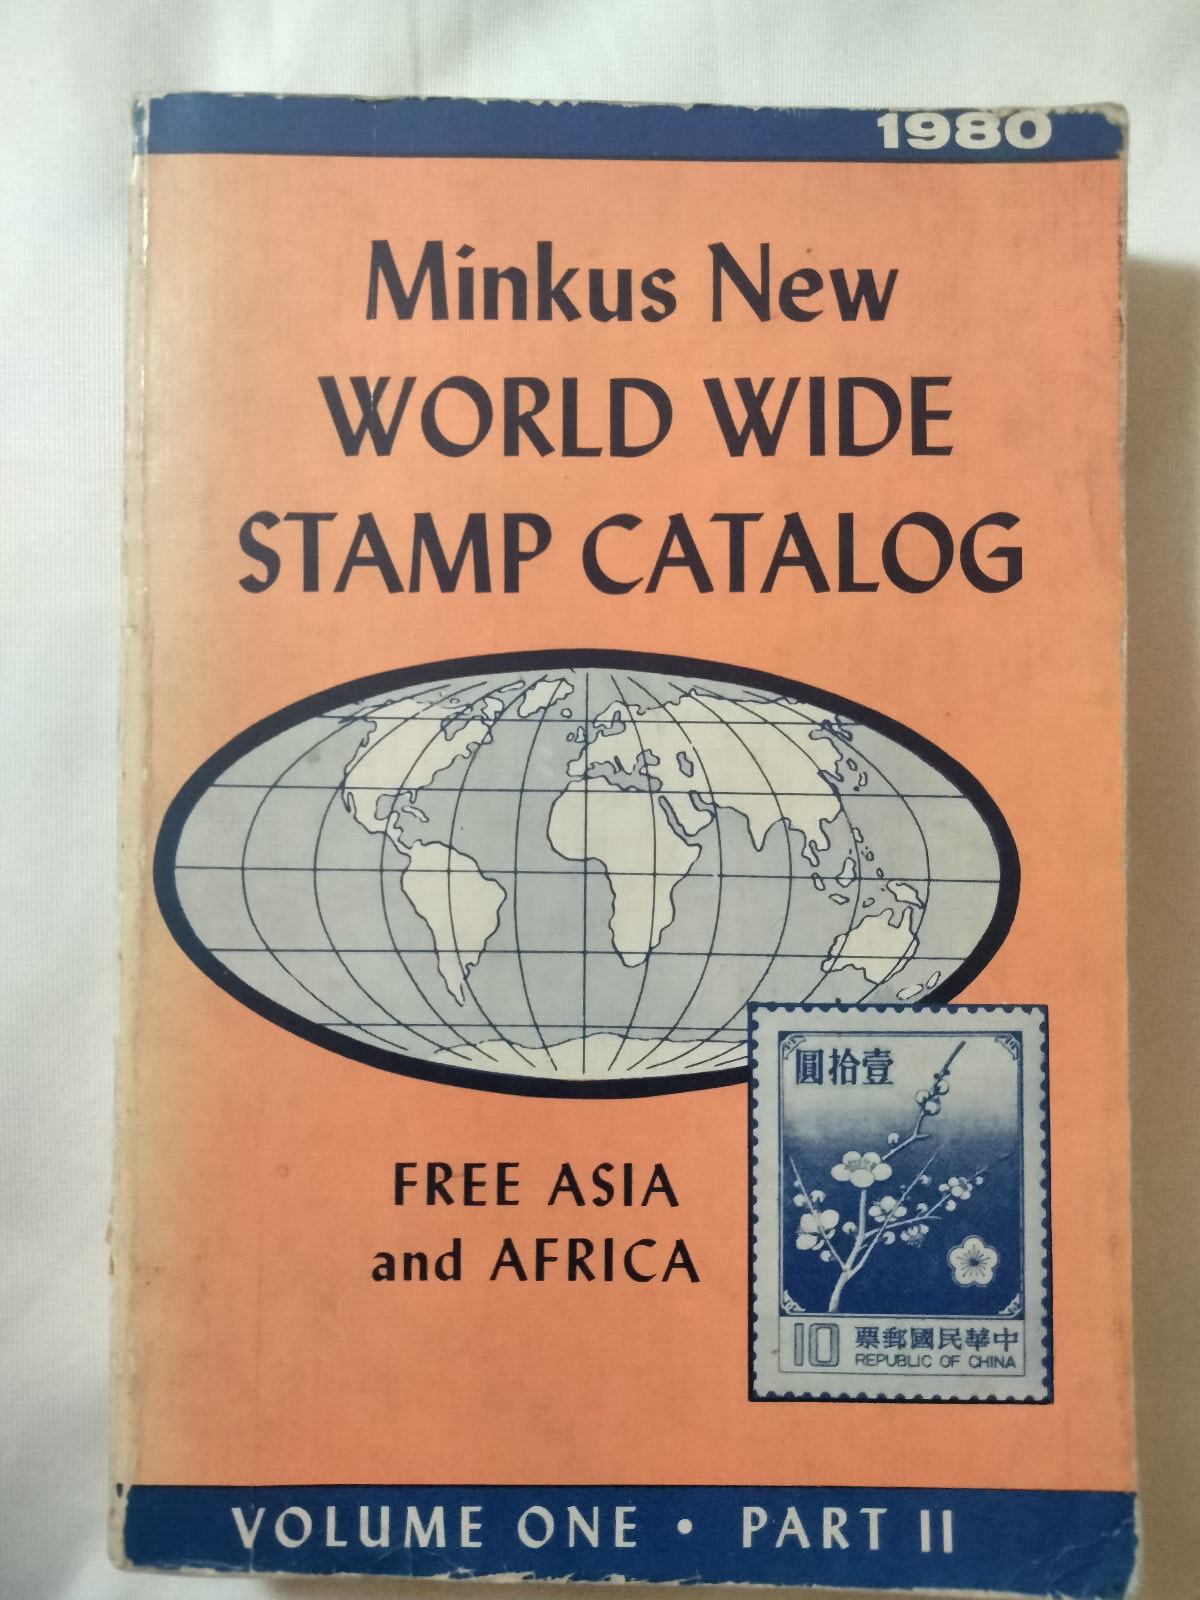 1980
Minkus New
WORLD WIDE
STAMP CATALOG
圓拾壹
FREE ASIA
and AFRICA
10 票郵國民華中
REPUBLIC OF CHINA
VOLUME ONE • PART II